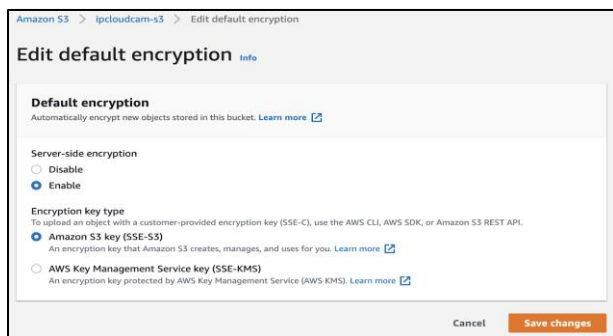 Amazon S3 > ipcloudcam-s3 > Edit default encryption
Edit default encryption Info
Default encryption
Automatically encrypt new objects stored in this bucket. Learn more
Server-side encryption
Disable
Enable
Encryption key type
To upload an object with a customer-provided encryption key (SSE-C), use the AWS CLI, AWS SDK, or Amazon S3 REST API.
Amazon S3 key (SSE-S3)
An encryption key that Amazon S3 creates, manages, and uses for you. Learn more
AWS Key Management Service key (SSE-KMS)
An encryption key protected by AWS Key Management Service (AWS KMS). Learn more
Cancel Save changes